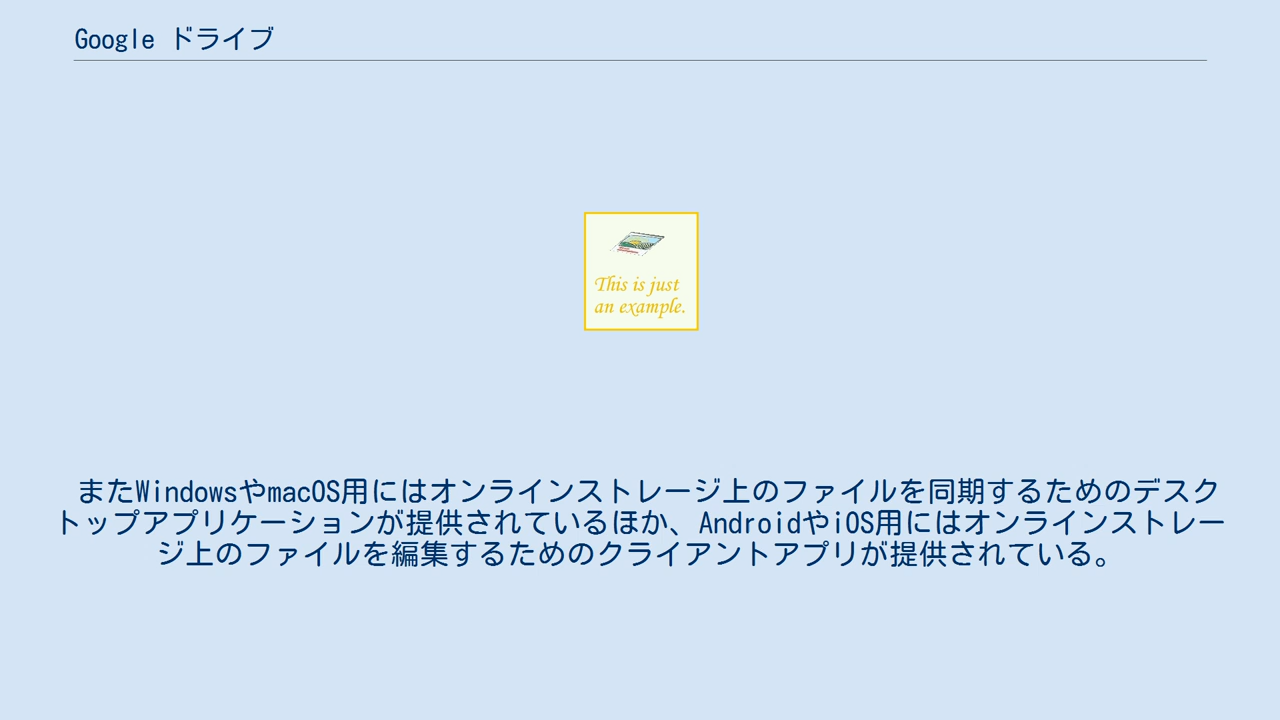 Google ドライブ
This is just
an example.
またWindowsやmacOS用にはオンラインストレージ上のファイルを同期するためのデスク
トップアプリケーションが提供されているほか、AndroidやiOS用にはオンラインストレー
ジ上のファイルを編集するためのクライアントアプリが提供されている。